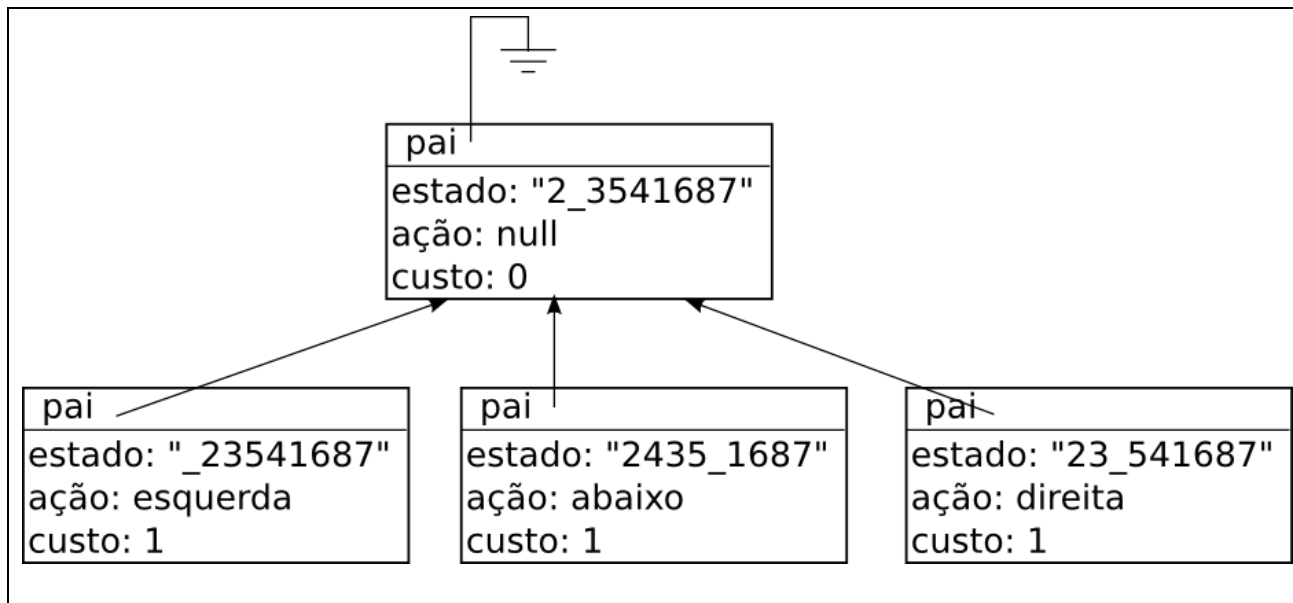 pai
estado: "2_3541687"
ação: null
custo: 0
pai
estado: "_23541687"
ação: esquerda
custo: 1
pai
estado: "2435_1687"
ação: abaixo
custo: 1
pai
estado: "23_541687"
ação: direita
custo: 1